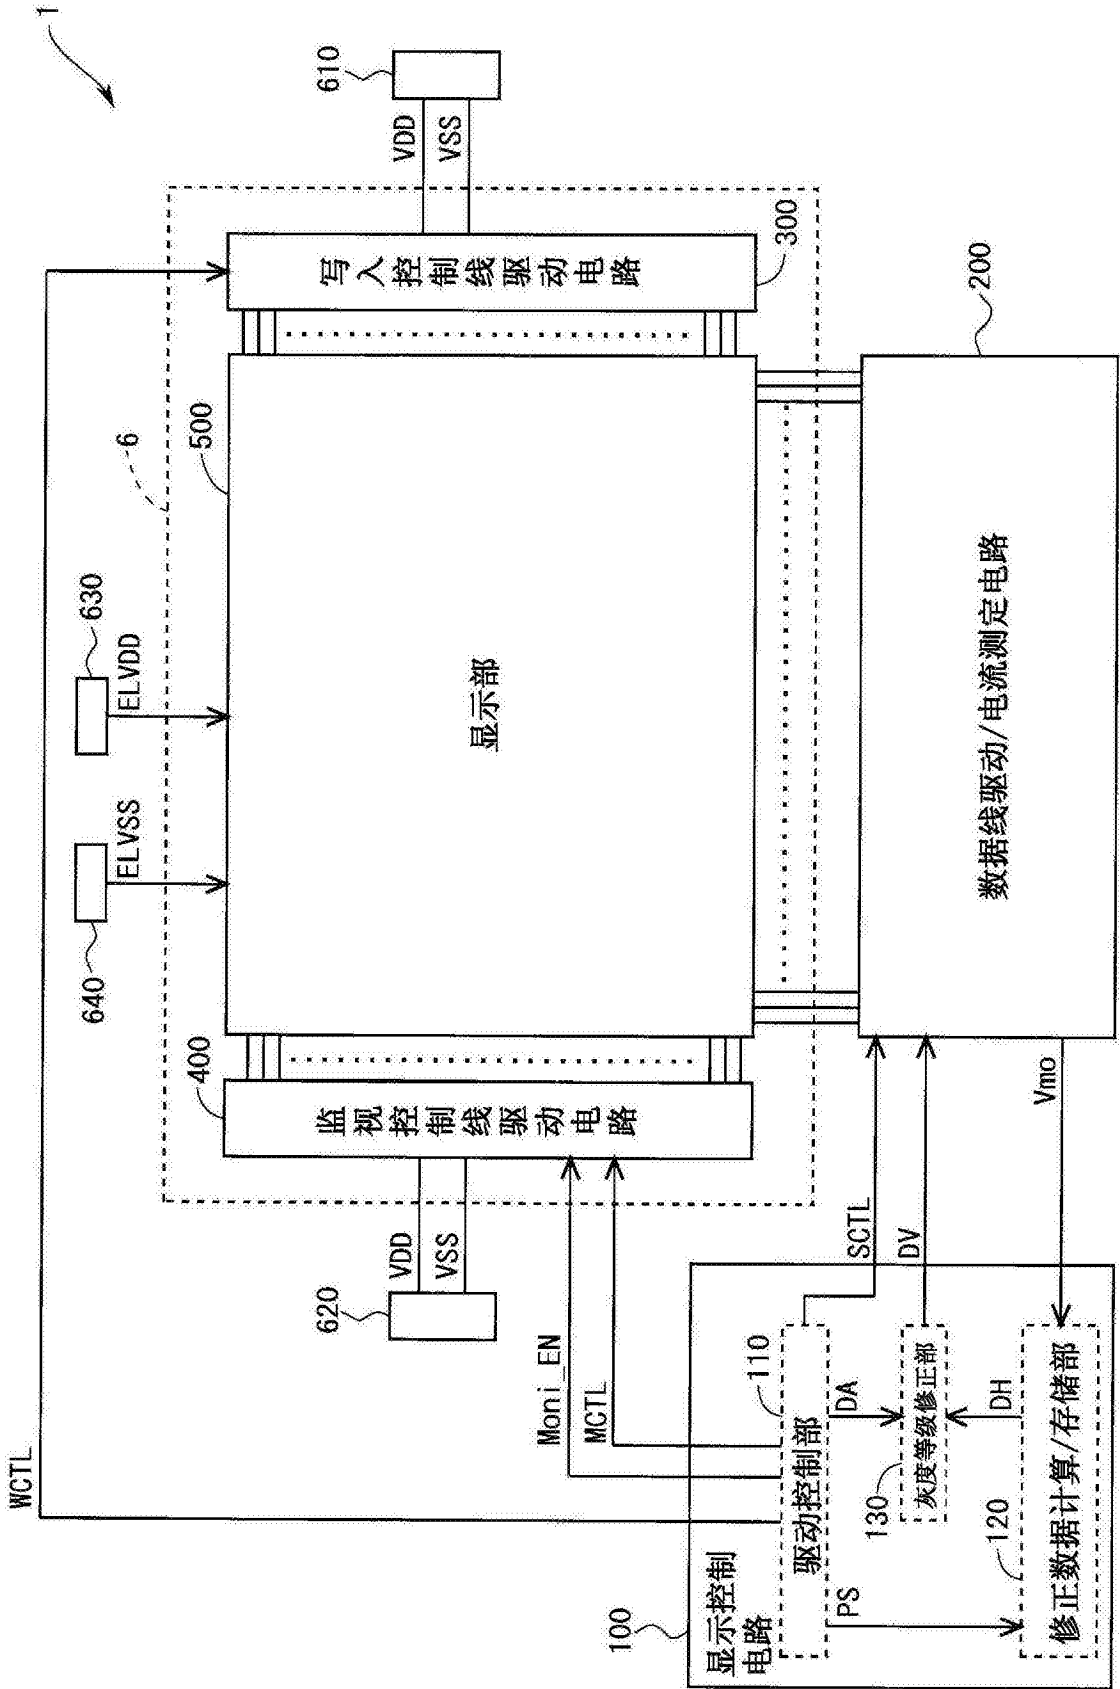 1
WCTL
640
630
ELVSS
ELVDD
6
400
500
620
610
VDD
VSS
VDD
VSS
监视控制线驱动电路
显示部
写入控制线驱动电路
Moni_EN
MCTL
100
显示控制
电路
110
300
驱动控制部
PS
DA
SCTL
130
DV
灰度等级修正部
200
120
DH
数据线驱动/电流测定电路
Vmo
修正数据计算/存储部